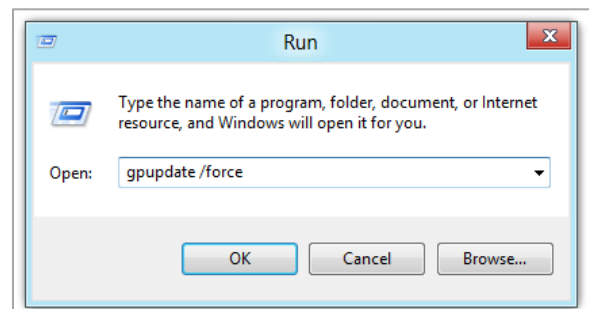 Run
Type the name of a program, folder, document, or Internet
resource, and Windows will open it for you.
Open: gpupdate /force
OK Cancel Browse...